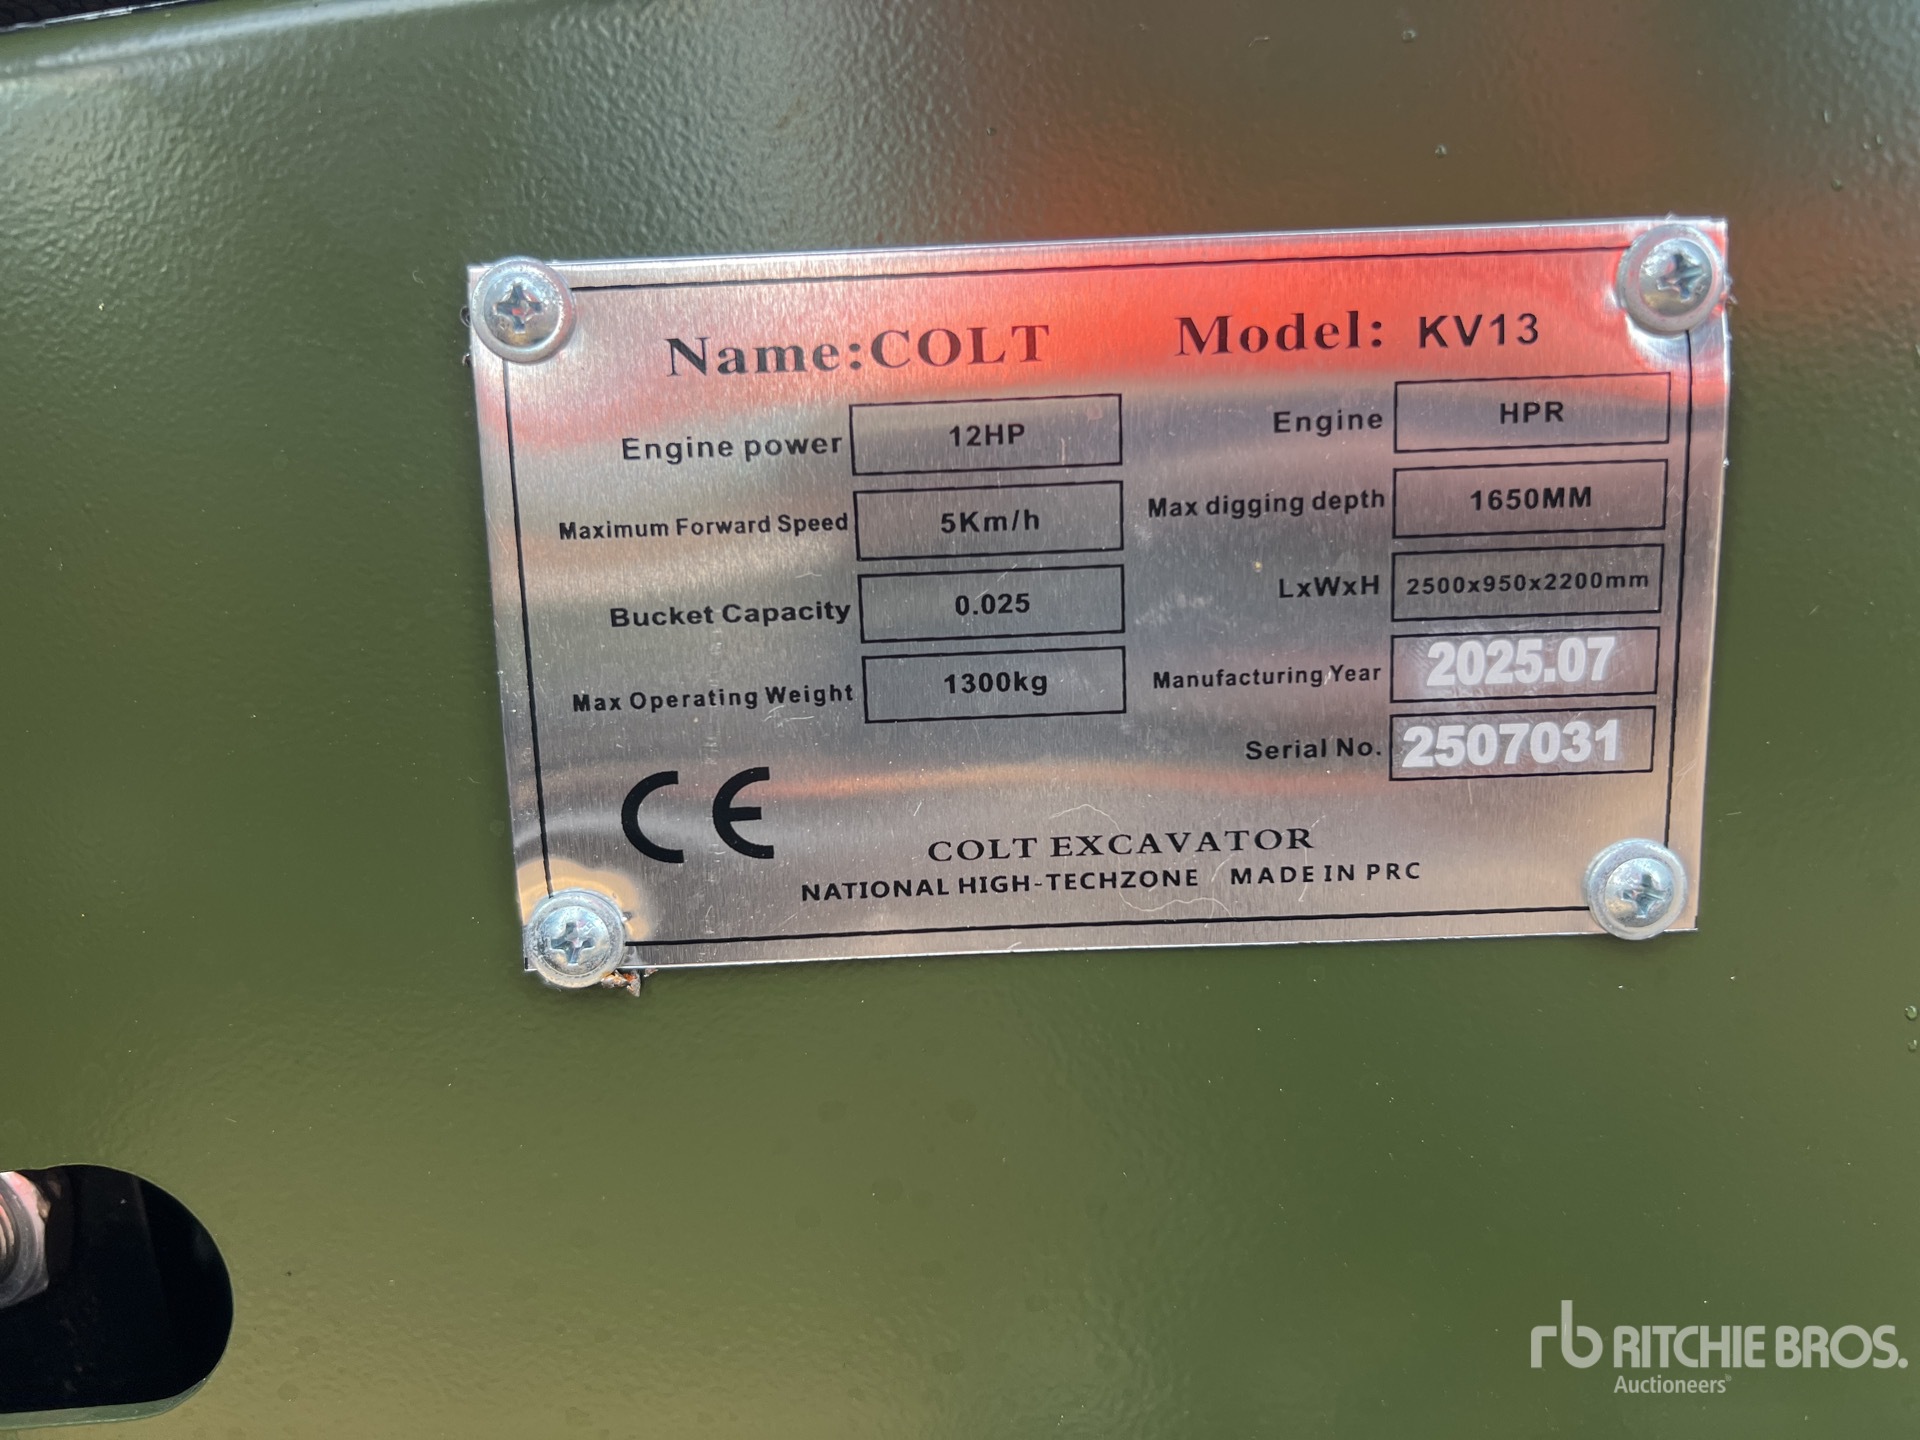 Name:COLT Model: KV13
Engine power 12HP Engine HPR
Maximum Forward Speed 5Km/h Max digging depth 1650MM
Bucket Capacity 0.025 LxWxH 2500x950x2200mm
Max Operating Weight 1300kg Manufacturing Year 2025.07
Serial No. 2507031
CE
COLT EXCAVATOR
NATIONAL HIGH-TECHZONE MADE IN PRC
rb RITCHIE BROS.
Auctioneers